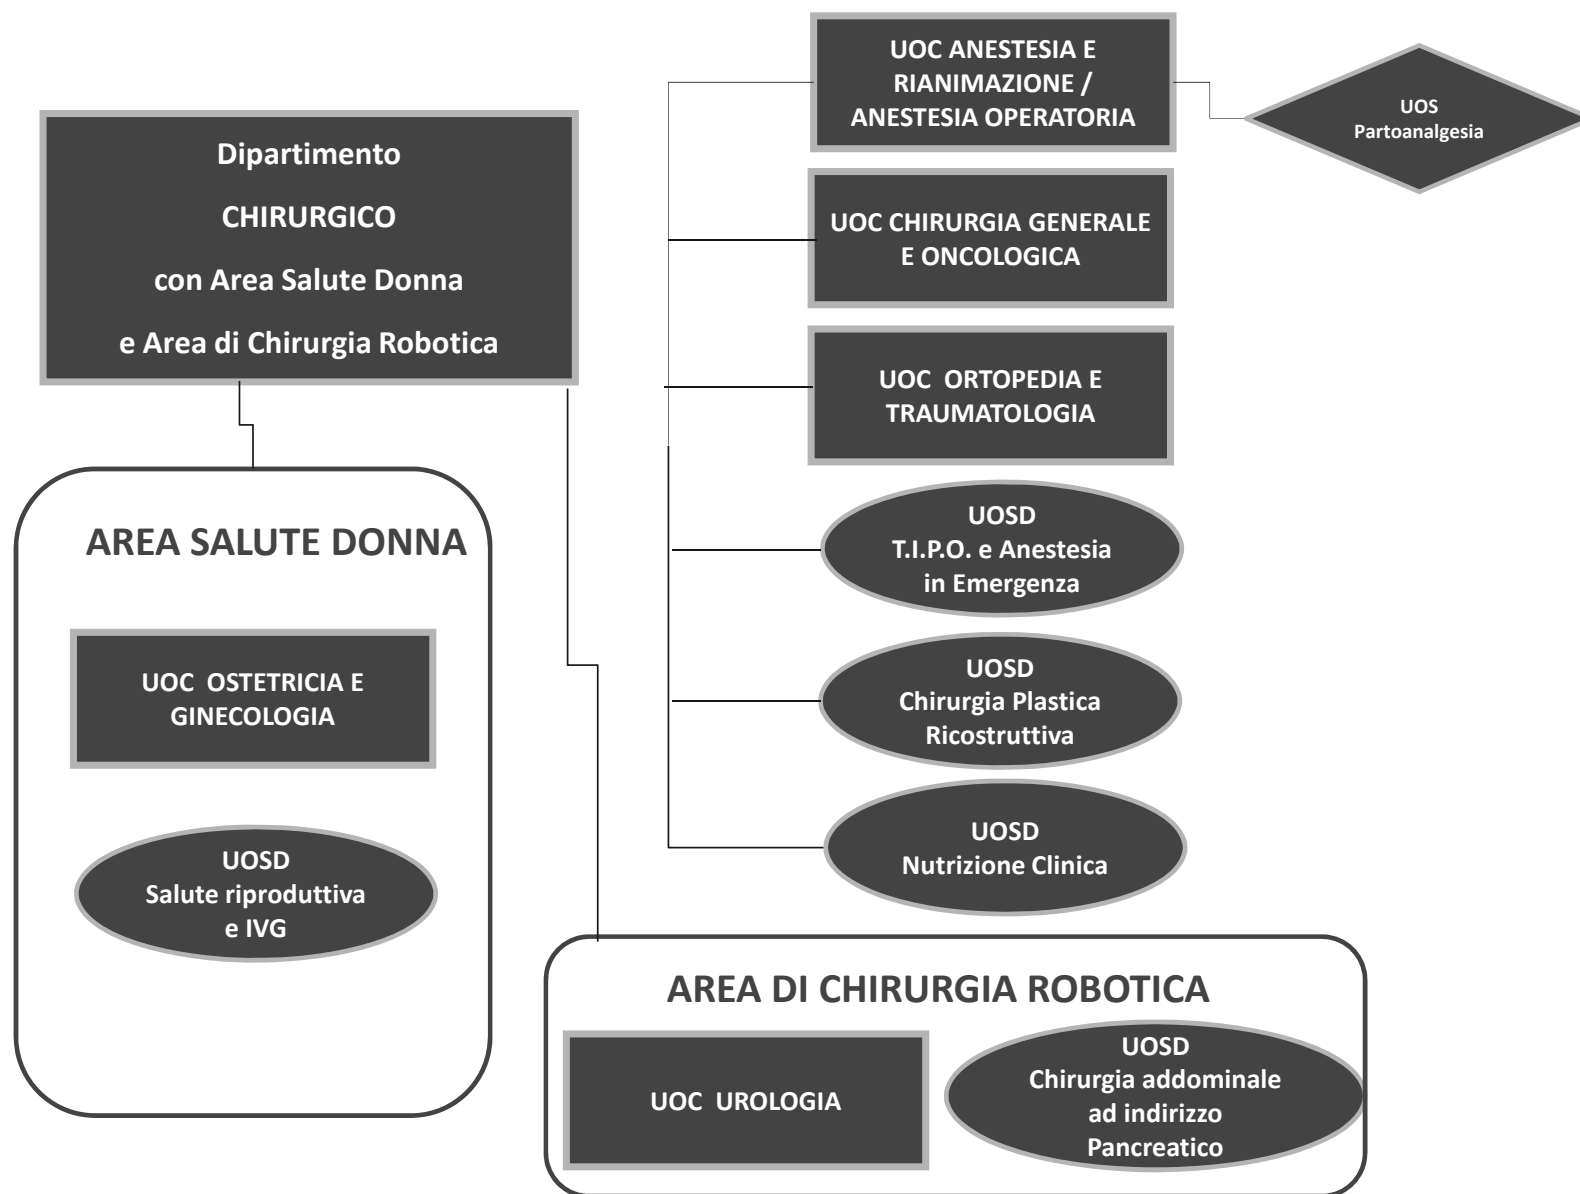 Dipartimento
CHIRURGICO
con Area Salute Donna
e Area di Chirurgia Robotica
UOC ANESTESIA E
RIANIMAZIONE /
ANESTESIA OPERATORIA
UOS
Partoanalgesia
UOC CHIRURGIA GENERALE
E ONCOLOGICA
UOC ORTOPEDIA E
TRAUMATOLOGIA
UOSD
T.I.P.O. e Anestesia
in Emergenza
UOSD
Chirurgia Plastica
Ricostruttiva
UOSD
Nutrizione Clinica
AREA SALUTE DONNA
UOC OSTETRICIA E
GINECOLOGIA
UOSD
Salute riproduttiva
e IVG
AREA DI CHIRURGIA ROBOTICA
UOC UROLOGIA
UOSD
Chirurgia addominale
ad indirizzo
Pancreatico